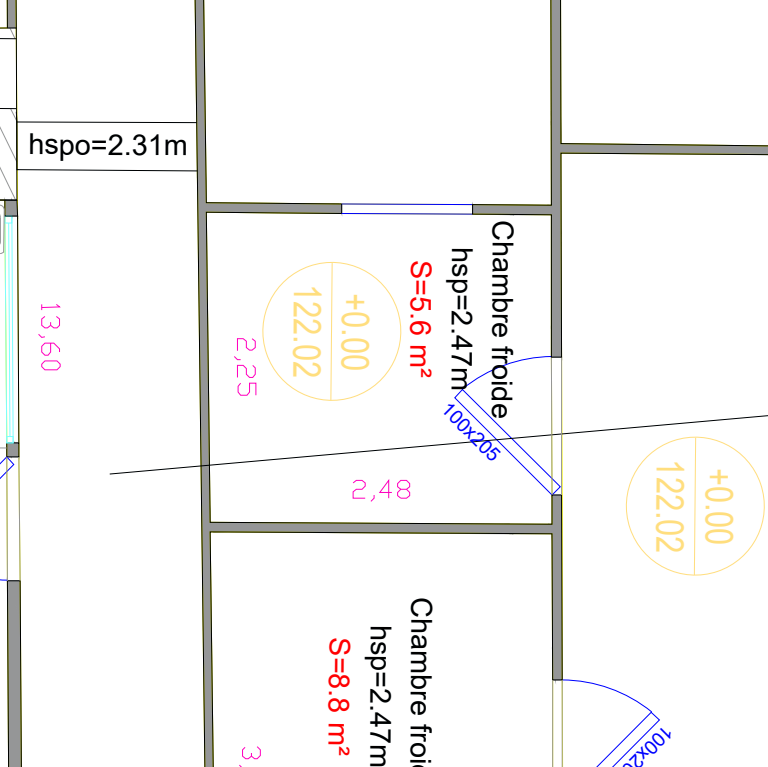 hspo=2.31m
13,60
Chambre froide
hsp=2.47m
S=5.6 m²
+0.00
122.02
2,25
2,48
100x205
+0.00
122.02
hsp=2.47m
S=8.8 m²
Chambre